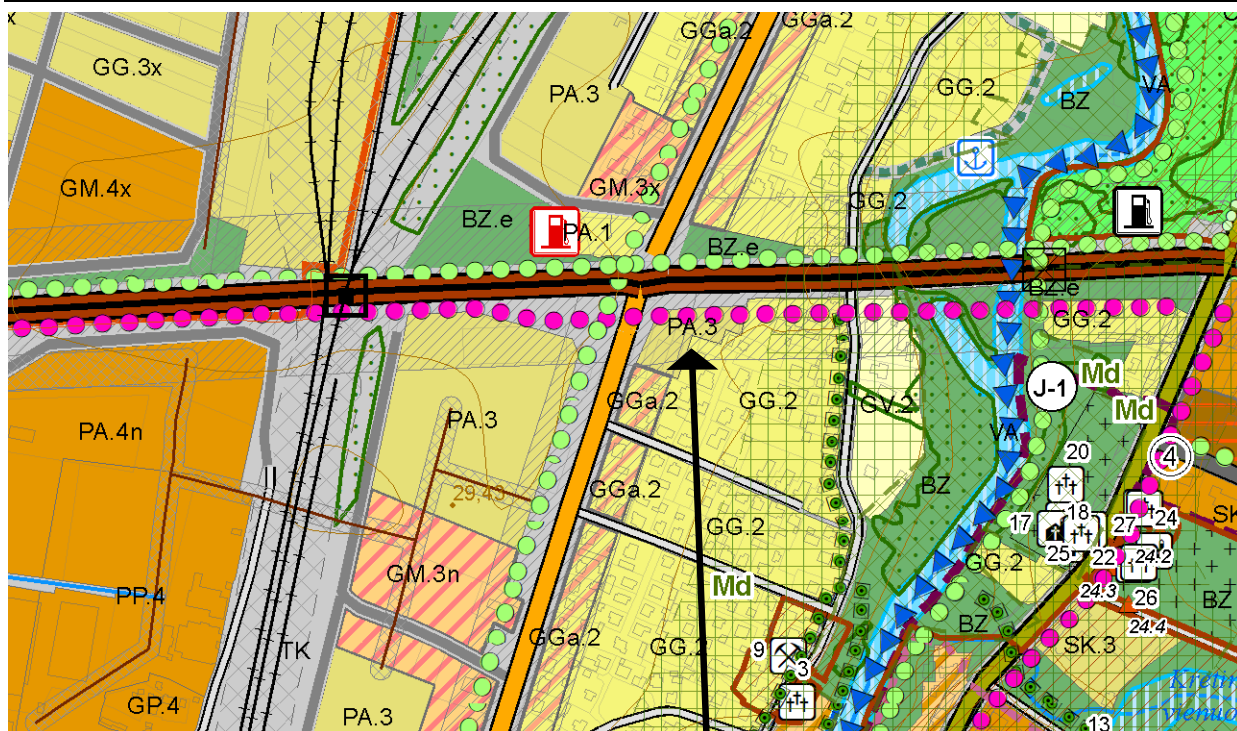 GGa.2
GGa.2
GG.3x
PA.3
GG.2
BZ
VA
GM.4x
GM.3x
GG.2
BZ.e
PA.1
BZ.e
BZ.e
PA.3
GG.2
J-1
Md
GGa.2
GG.2
GV.2
Md
PA.3
PA.4n
VA
4
20
II
29.43
GGa.2
BZ
SK
GG.2
17
18
27
24
25
22
24.2
GM.3n
GG.2
24.3
26
PP.4
Md
BZ
BZ
24.4
GGa.2
GG.2
9
3
SK.3
TK
GP.4
PA.3
13